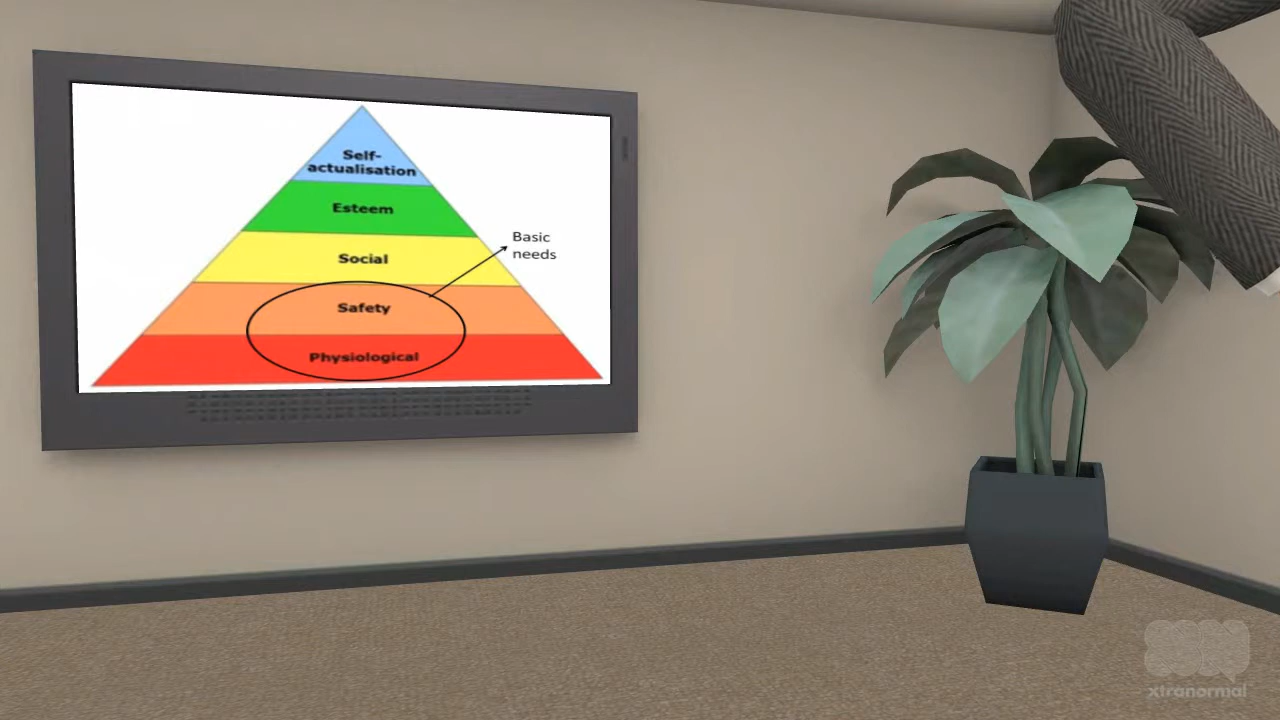 Self-
actualisation
Esteem
Social
Basic
needs
Safety
Physiological
xtranormal